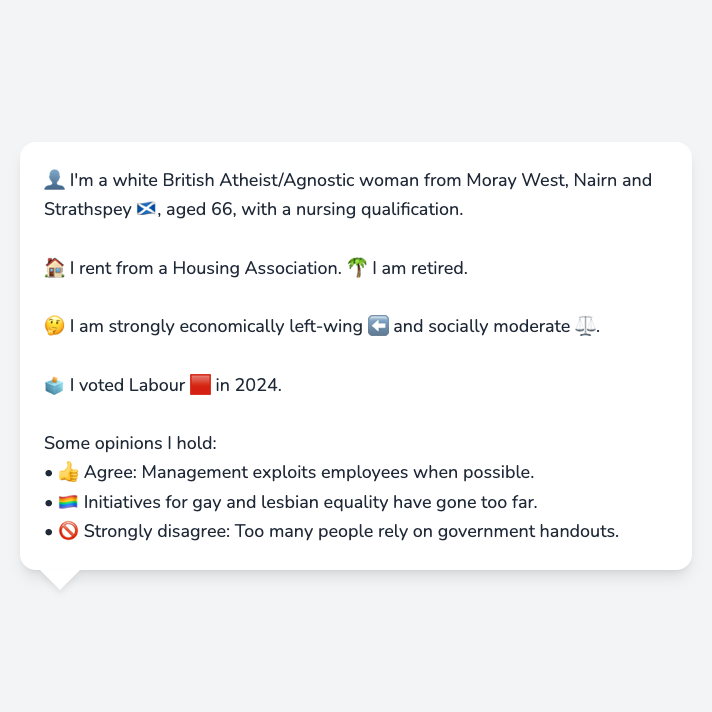 👤 I'm a white British Atheist/Agnostic woman from Moray West, Nairn and
Strathspey 🏴󠁧󠁢󠁳󠁣󠁴󠁿, aged 66, with a nursing qualification.
🏠 I rent from a Housing Association. 🌴 I am retired.
🤔 I am strongly economically left-wing ⬅️ and socially moderate ⚖️.
🗳️ I voted Labour 🟥 in 2024.
Some opinions I hold:
• 👍 Agree: Management exploits employees when possible.
• 🏳️‍🌈 Initiatives for gay and lesbian equality have gone too far.
• 🚫 Strongly disagree: Too many people rely on government handouts.